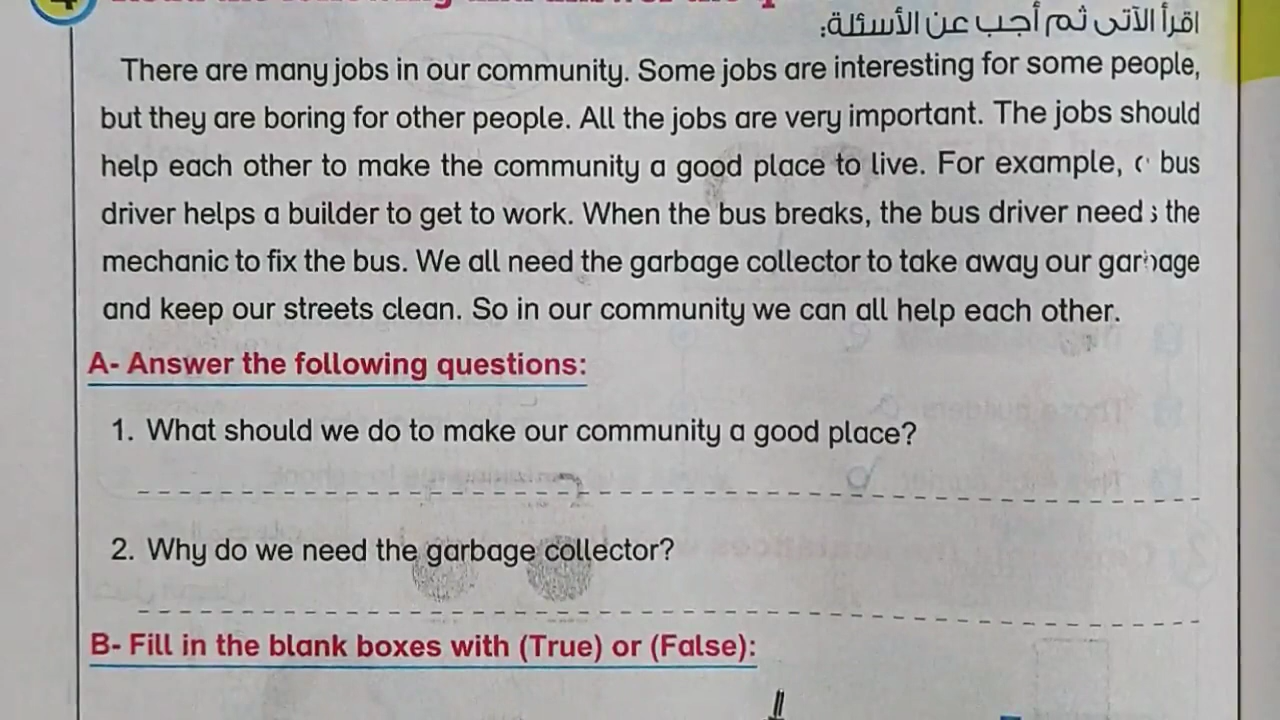 اقرأ الآتى ثم أجب عن الأسئلة:
There are many jobs in our community. Some jobs are interesting for some people,
but they are boring for other people. All the jobs are very important. The jobs should
help each other to make the community a good place to live. For example, a bus
driver helps a builder to get to work. When the bus breaks, the bus driver needs the
mechanic to fix the bus. We all need the garbage collector to take away our garbage
and keep our streets clean. So in our community we can all help each other.
A- Answer the following questions:
1. What should we do to make our community a good place?
2. Why do we need the garbage collector?
B- Fill in the blank boxes with (True) or (False):